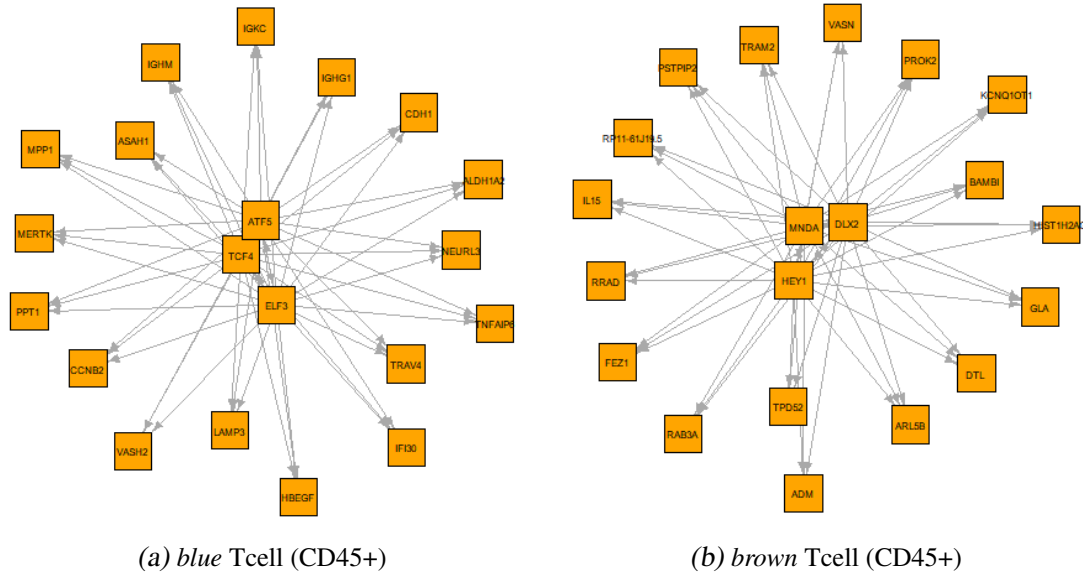 IGKC
IGHM
IGHG1
CDH1
ASAH1
MPP1
ALDH1A2
ATF5
MERTK
TCF4
NEURL3
ELF3
PPT1
TNFAIP6
CCNB2
TRAV4
LAMP3
VASH2
IFI30
HBEGF
(a) blue Tcell (CD45+)
VASN
TRAM2
PROK2
PSTPIP2
KCNQ1OT1
RP11-61J19.5
BAMBI
IL15
MNDA
DLX2
RRAD
HEY1
GLA
FEZ1
DTL
TPD52
ARL5B
RAB3A
ADM
(b) brown Tcell (CD45+)